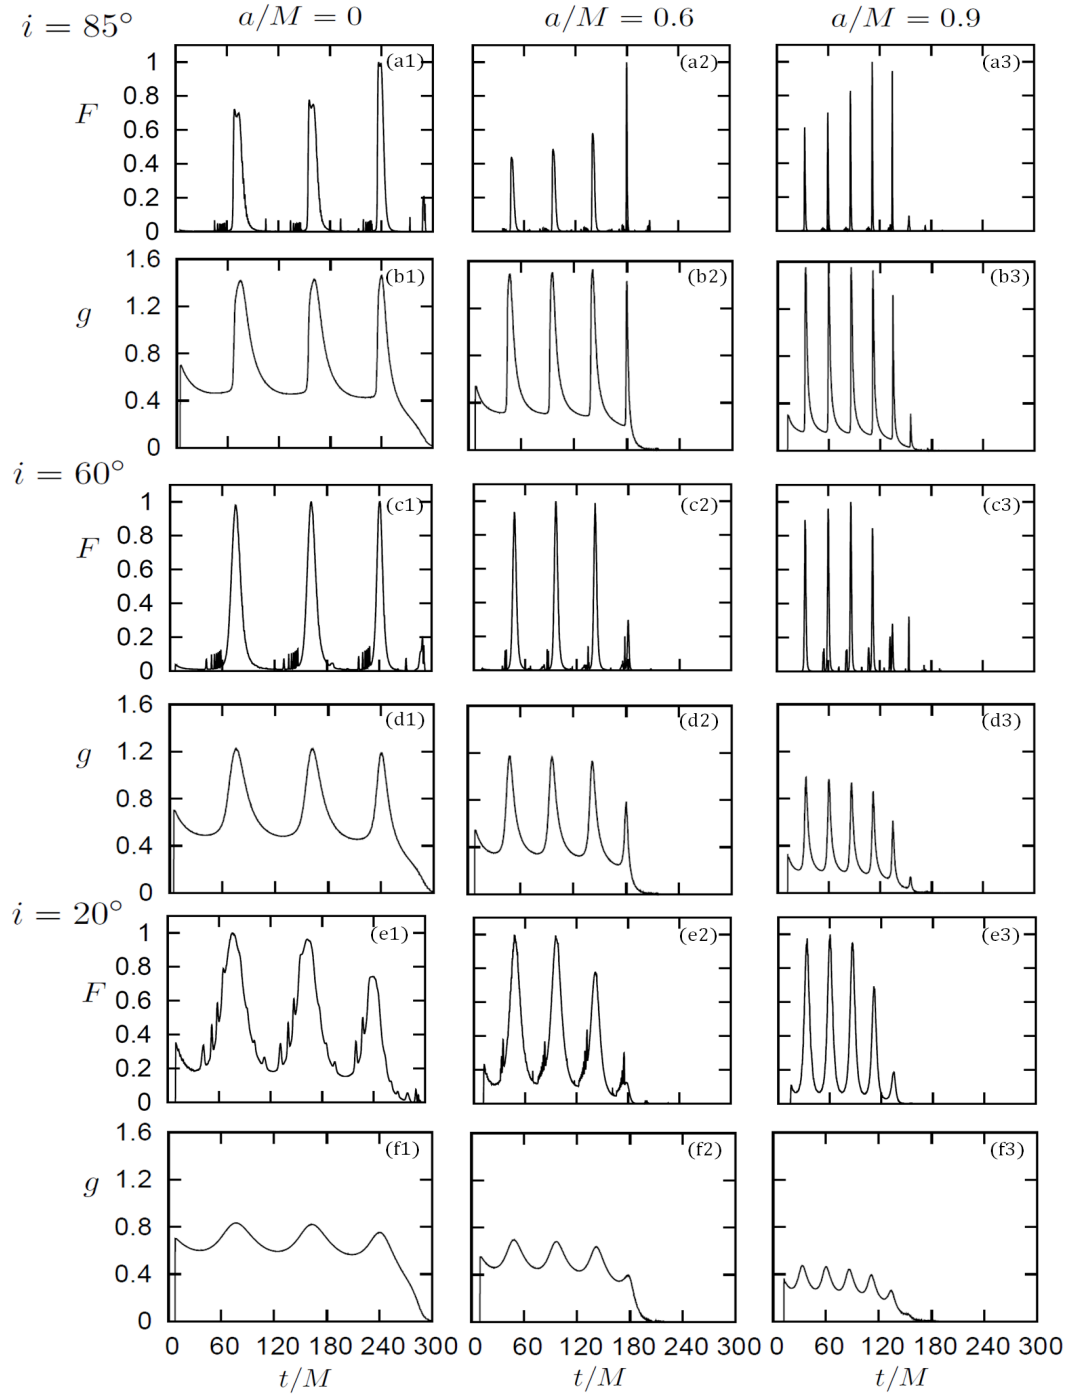 i = 85° a/M = 0 a/M = 0.6 a/M = 0.9
(a1) (a2) (a3)
1
0.8
F
0.6
0.4
0.2
0
(b1) (b2) (b3)
1.6
1.2
g
0.8
0.4
0
i = 60°
(c1) (c2) (c3)
1
0.8
F
0.6
0.4
0.2
0
(d1) (d2) (d3)
1.6
1.2
g
0.8
0.4
0
i = 20°
(e1) (e2) (e3)
1
0.8
F
0.6
0.4
0.2
0
(f1) (f2) (f3)
1.6
1.2
g
0.8
0.4
0
0 60 120 180 240 300 0 60 120 180 240 300 0 60 120 180 240 300
t/M t/M t/M